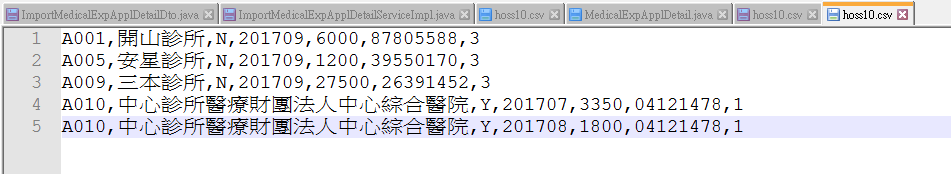 ImportMedicalExpApplDetailDto.java ImportMedicalExpApplDetailServiceImpl.java hoss10.csv MedicalExpApplDetail.java hoss10.csv hoss10.csv
1 A001,開山診所,N,201709,6000,87805588,3
2 A005,安星診所,N,201709,1200,39550170,3
3 A009,三本診所,N,201709,27500,26391452,3
4 A010,中心診所醫療財團法人中心綜合醫院,Y,201707,3350,04121478,1
5 A010,中心診所醫療財團法人中心綜合醫院,Y,201708,1800,04121478,1